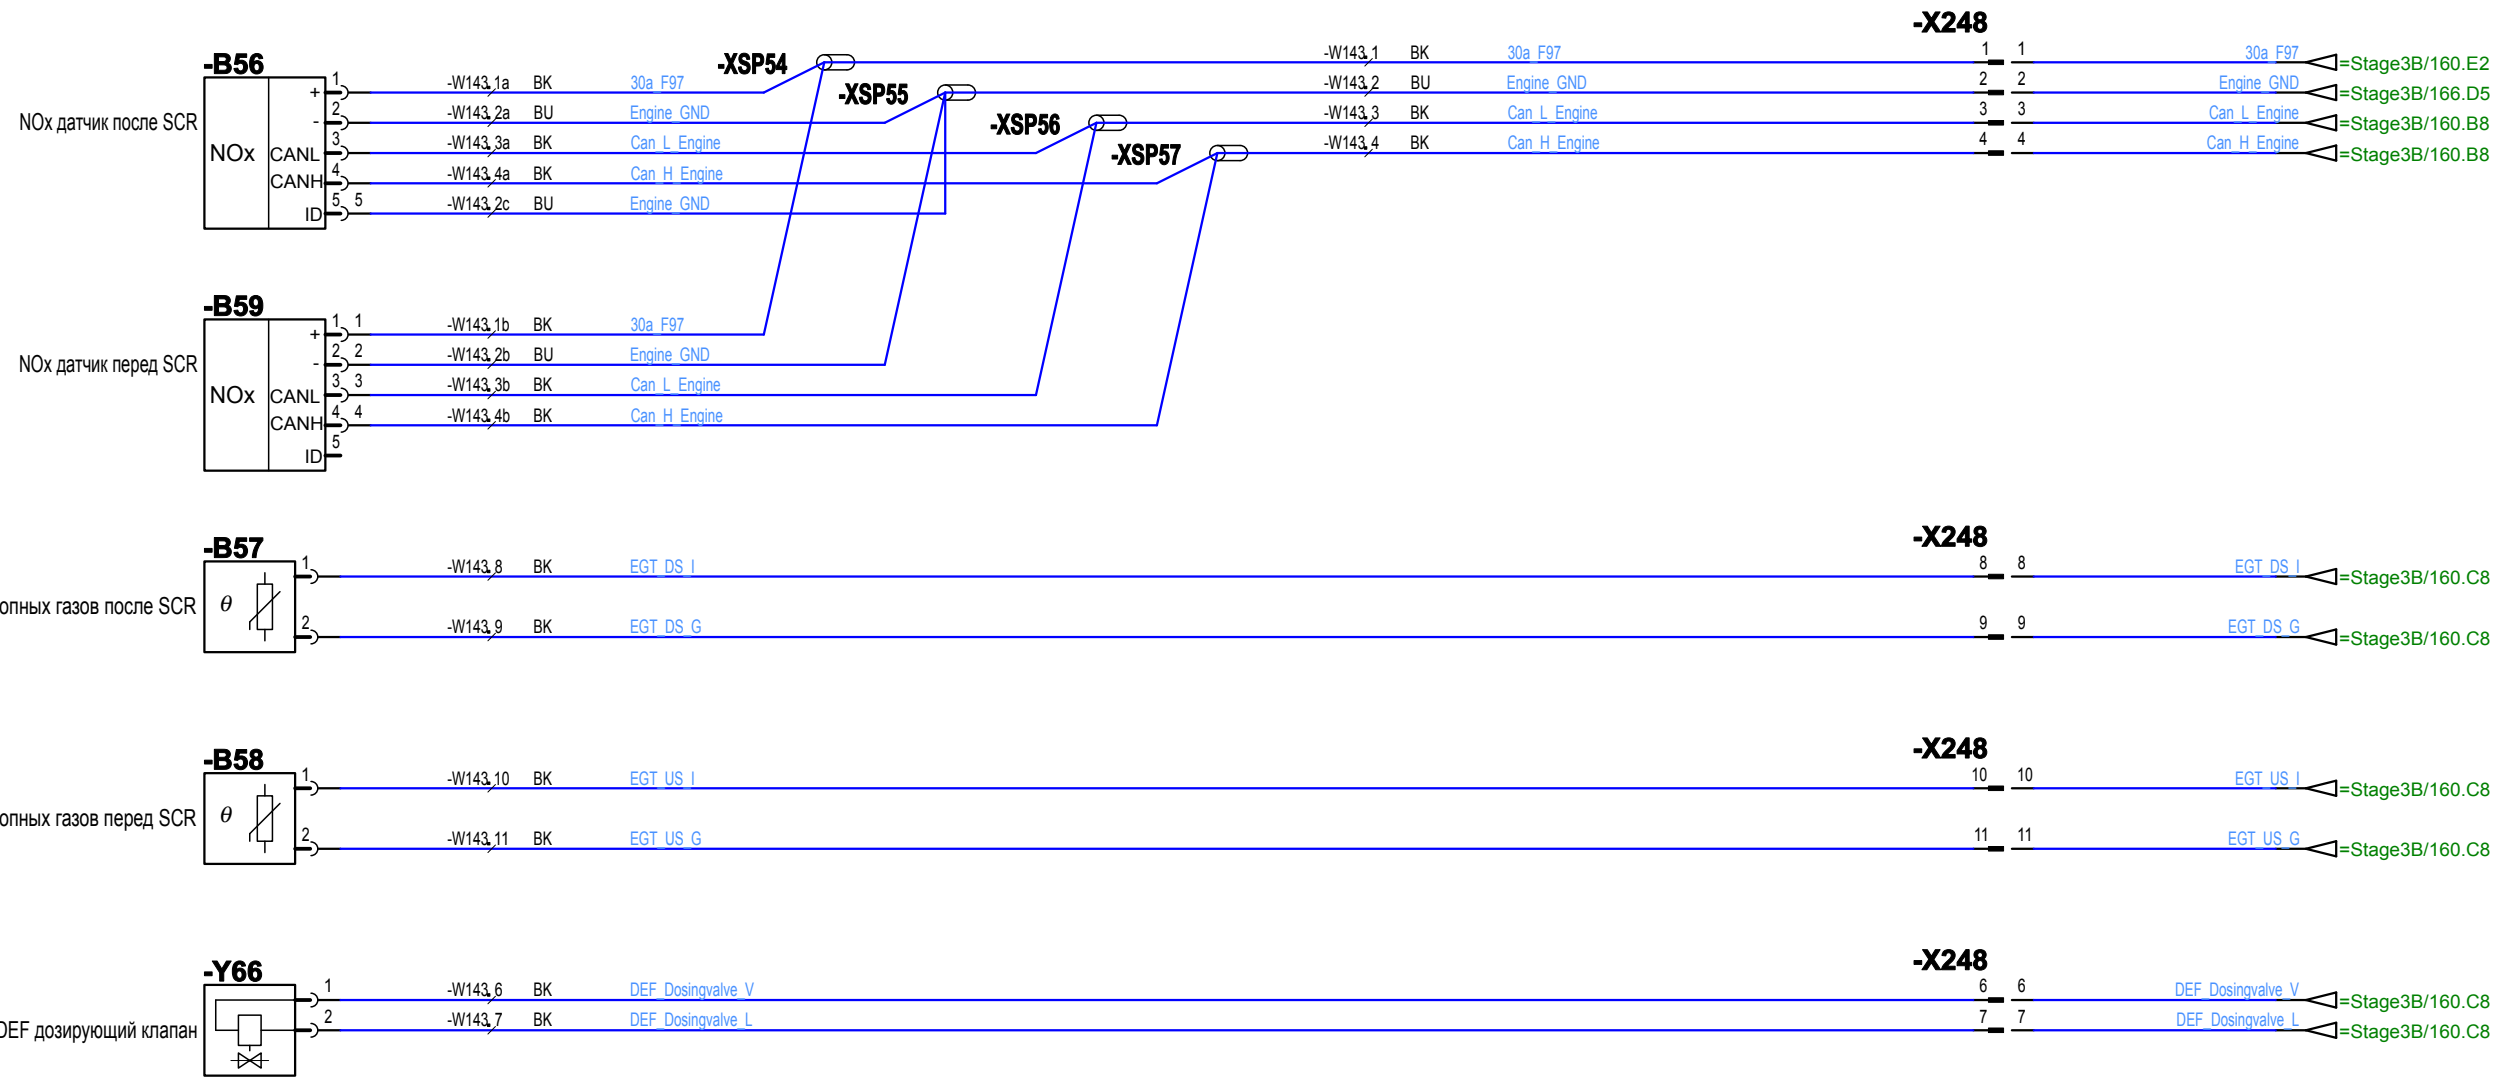 -X248
-B56
-XSP54
-W143.1 BK 30a_F97 1 1 30a_F97 =Stage3B/160.E2
+ 1 -W143.1a BK 30a_F97 -XSP55 -W143.2 BU Engine_GND 2 2 Engine_GND =Stage3B/166.D5
NOx датчик после SCR - 2 -W143.2a BU Engine_GND -XSP56 -W143.3 BK Can_L_Engine 3 3 Can_L_Engine =Stage3B/160.B8
NOx CANL 3 -W143.3a BK Can_L_Engine -XSP57 -W143.4 BK Can_H_Engine 4 4 Can_H_Engine =Stage3B/160.B8
CANH 4 -W143.4a BK Can_H_Engine
ID 5 5 -W143.2c BU Engine_GND
-B59
+ 1 1 -W143.1b BK 30a_F97
NOx датчик перед SCR - 2 2 -W143.2b BU Engine_GND
NOx CANL 3 3 -W143.3b BK Can_L_Engine
CANH 4 4 -W143.4b BK Can_H_Engine
ID 5
-B57 -X248
1 -W143.8 BK EGT_DS_I 8 8 EGT_DS_I =Stage3B/160.C8
опных газов после SCR θ
2 -W143.9 BK EGT_DS_G 9 9 EGT_DS_G =Stage3B/160.C8
-B58 -X248
1 -W143.10 BK EGT_US_I 10 10 EGT_US_I =Stage3B/160.C8
опных газов перед SCR θ
2 -W143.11 BK EGT_US_G 11 11 EGT_US_G =Stage3B/160.C8
-Y66 -X248
1 -W143.6 BK DEF_Dosingvalve_V 6 6 DEF_Dosingvalve_V =Stage3B/160.C8
DEF дозирующий клапан 2 -W143.7 BK DEF_Dosingvalve_L 7 7 DEF_Dosingvalve_L =Stage3B/160.C8